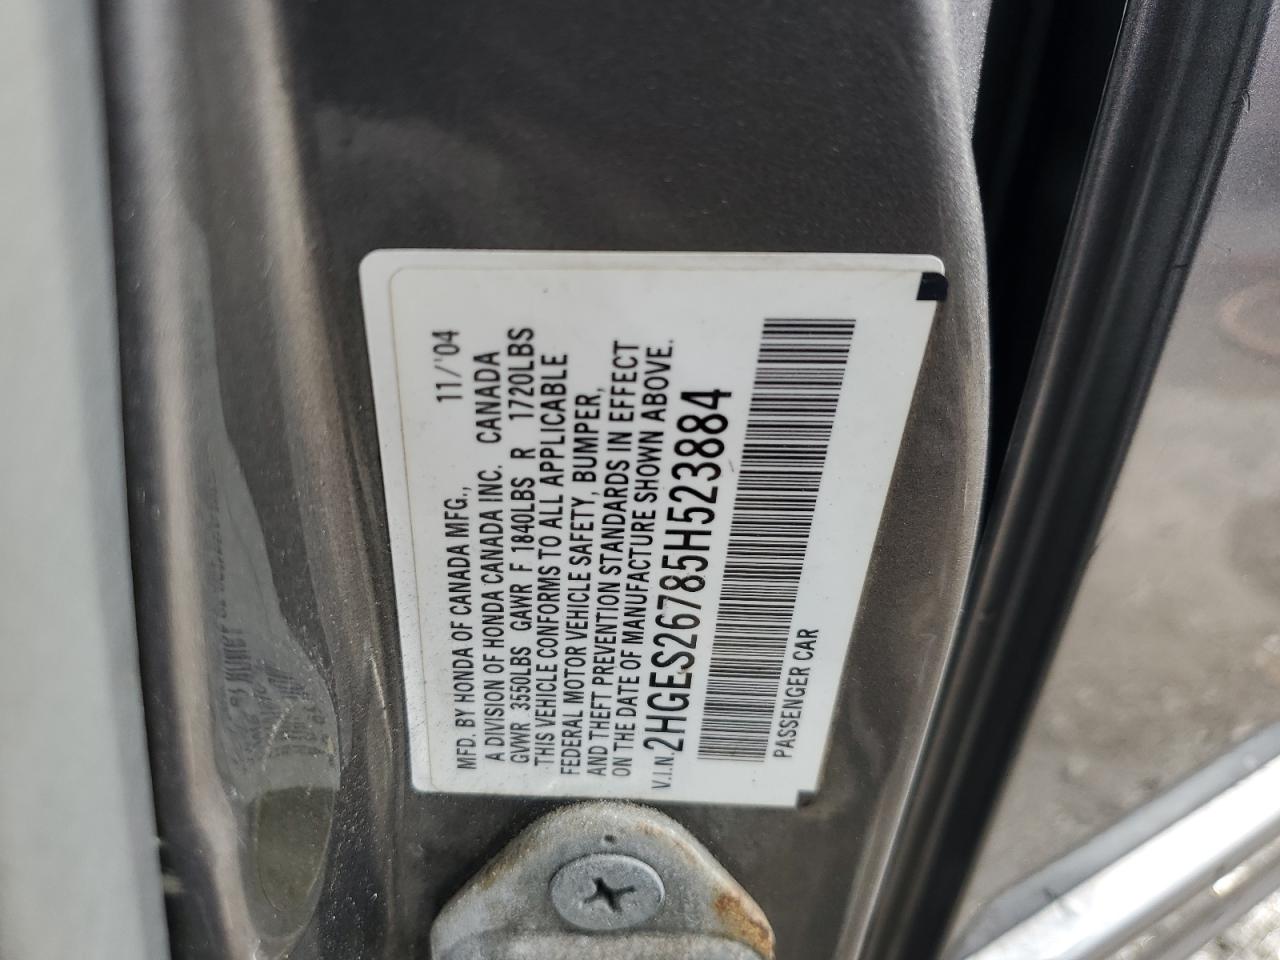 MFD. BY HONDA OF CANADA MFG., 11/'04
A DIVISION OF HONDA CANADA INC. CANADA
GVWR 3550LBS GAWR F 1840LBS R 1720LBS
THIS VEHICLE CONFORMS TO ALL APPLICABLE
FEDERAL MOTOR VEHICLE SAFETY, BUMPER,
AND THEFT PREVENTION STANDARDS IN EFFECT
ON THE DATE OF MANUFACTURE SHOWN ABOVE.
V.I.N. 2HGES26785H523884
PASSENGER CAR